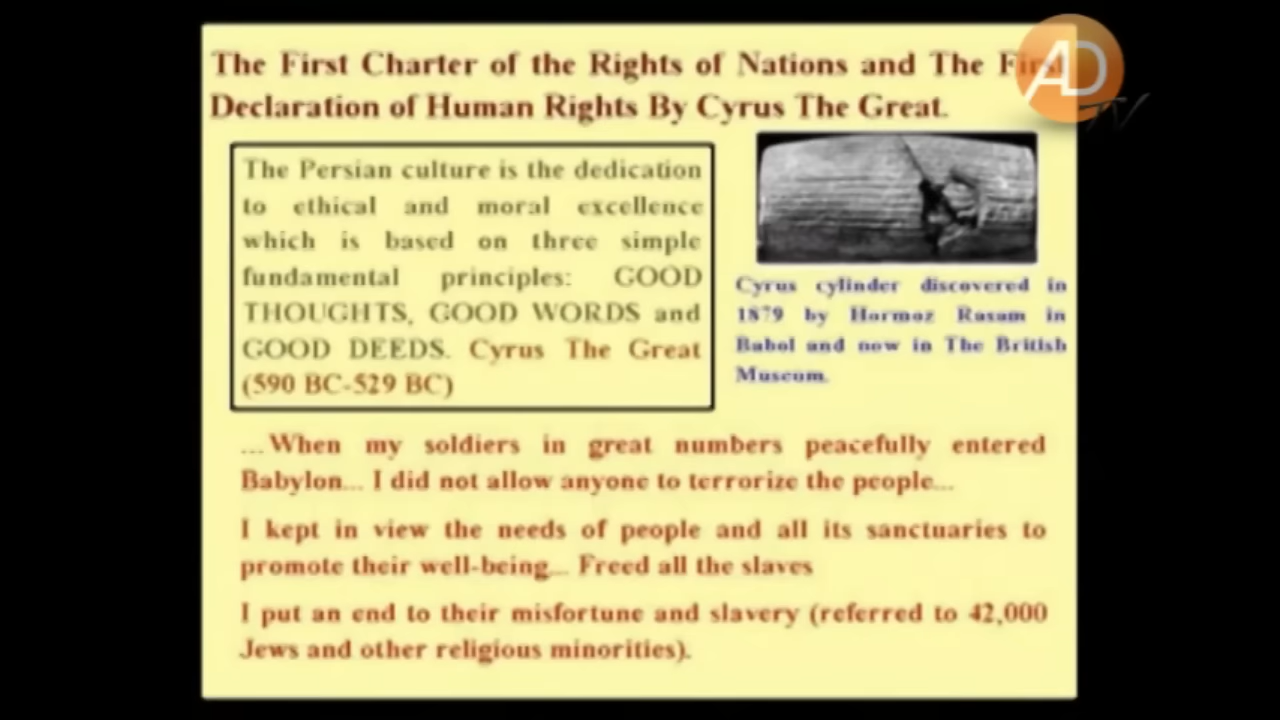 The First Charter of the Rights of Nations and The First
Declaration of Human Rights By Cyrus The Great.
The Persian culture is the dedication
to ethical and moral excellence
which is based on three simple
fundamental principles: GOOD
THOUGHTS, GOOD WORDS and
GOOD DEEDS. Cyrus The Great
(590 BC-529 BC)
Cyrus cylinder discovered in
1879 by Hormoz Rasam in
Babol and now in The British
Museum.
...When my soldiers in great numbers peacefully entered
Babylon... I did not allow anyone to terrorize the people...
I kept in view the needs of people and all its sanctuaries to
promote their well-being... Freed all the slaves
I put an end to their misfortune and slavery (referred to 42,000
Jews and other religious minorities).
AD
TV